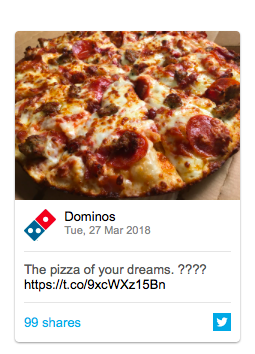 Dominos
Tue, 27 Mar 2018
The pizza of your dreams. ????
https://t.co/9xcWXz15Bn
99 shares